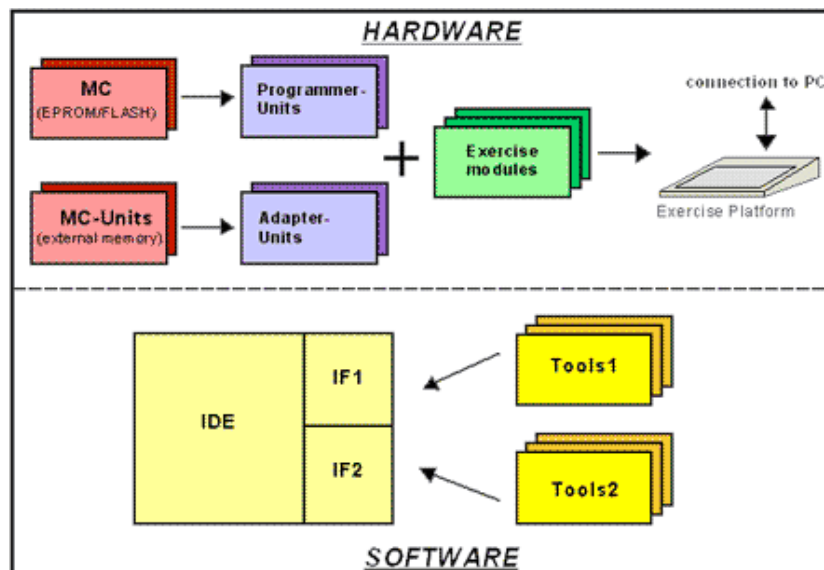 HARDWARE
MC
(EPROM/FLASH)
Programmer-
Units
connection to PC
Exercise
modules
Exercise Platform
MC-Units
(external memory)
Adapter-
Units
IDE
IF1
IF2
Tools1
Tools2
SOFTWARE